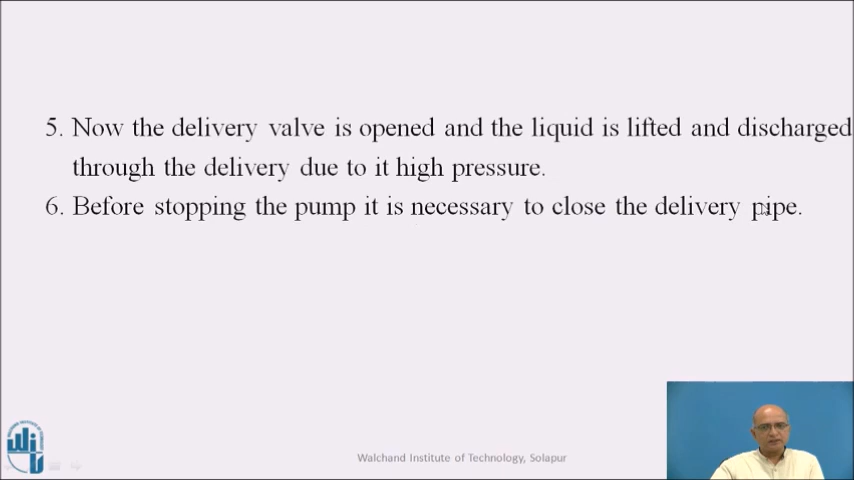 5. Now the delivery valve is opened and the liquid is lifted and discharged
through the delivery due to it high pressure.
6. Before stopping the pump it is necessary to close the delivery pipe.
Walchand Institute of Technology, Solapur